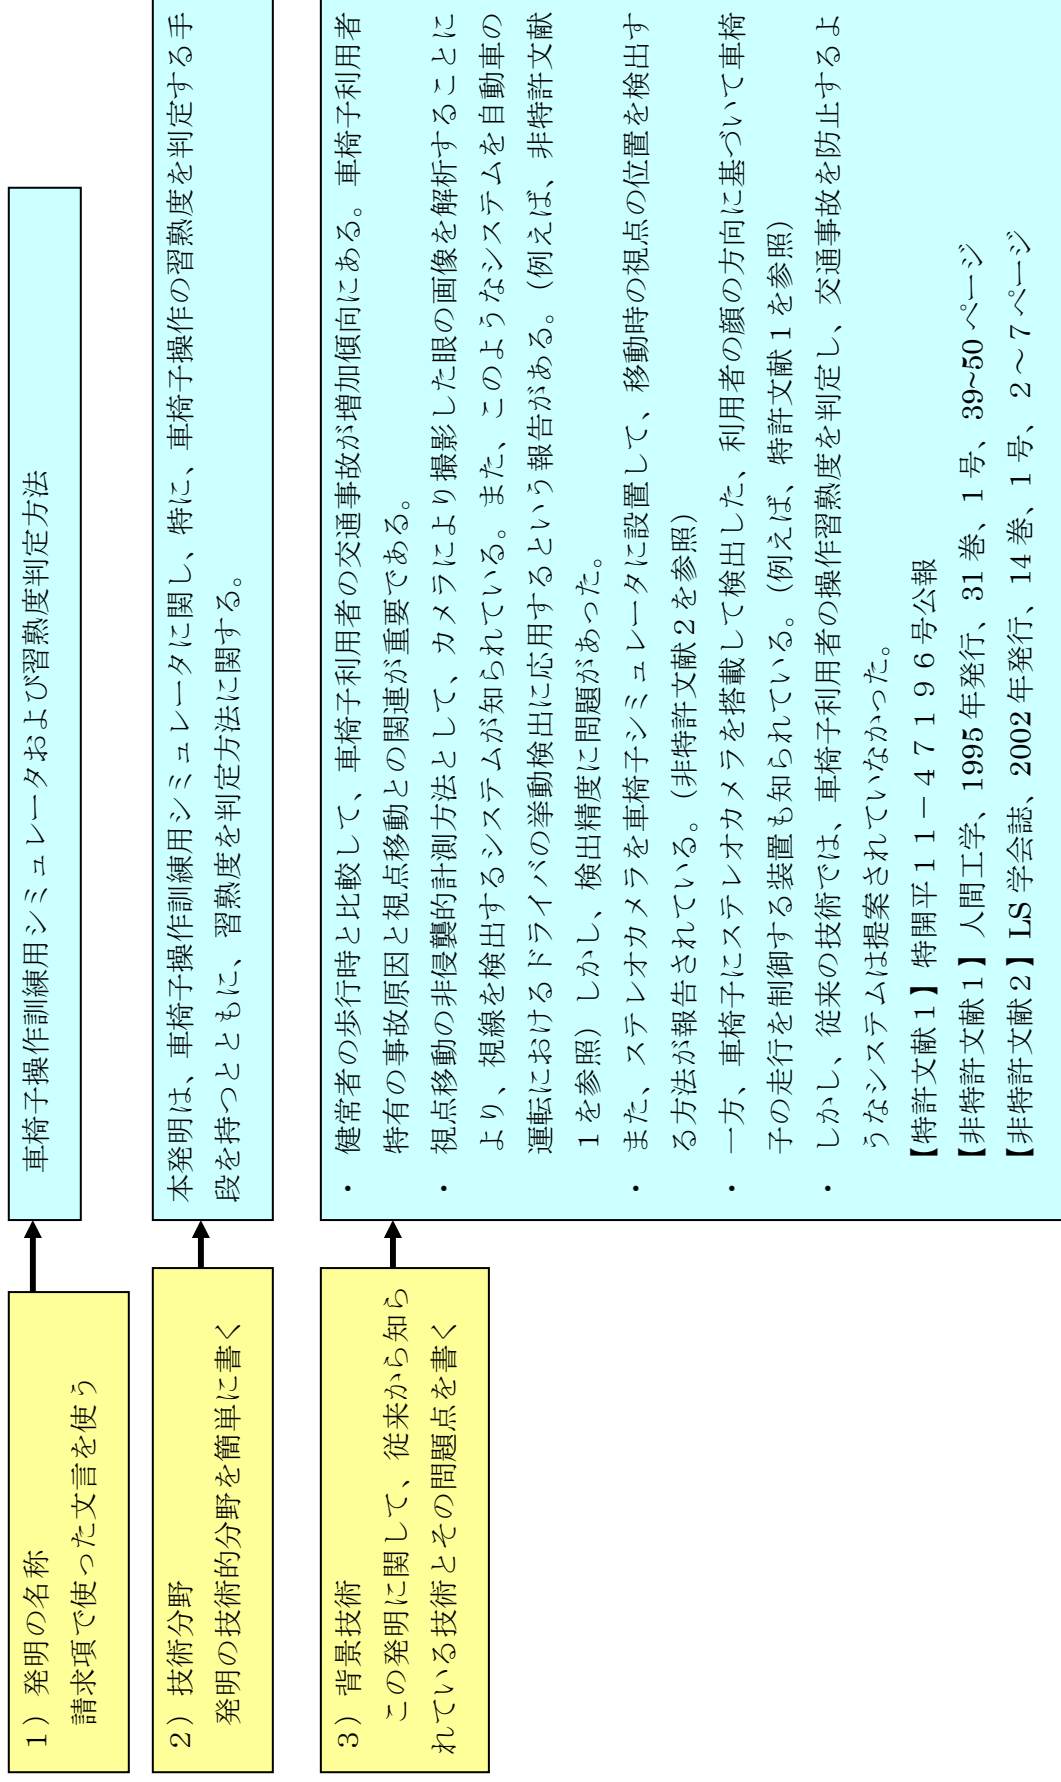 1）発明の名称
請求項で使った文言を使う
車椅子操作訓練用シミュレータおよび習熟度判定方法
2）技術分野
発明の技術的分野を簡単に書く
本発明は、車椅子操作訓練用シミュレータに関し、特に、車椅子操作の習熟度を判定する手
段を持つとともに、習熟度を判定方法に関する。
3）背景技術
この発明に関して、従来から知ら
れている技術とその問題点を書く
・ 健常者の歩行時と比較して、車椅子利用者の交通事故が増加傾向にある。車椅子利用者
特有の事故原因と視点移動との関連が重要である。
・ 視点移動の非侵襲的計測方法として、カメラにより撮影した眼の画像を解析することに
より、視線を検出するシステムが知られている。また、このようなシステムを自動車の
運転におけるドライバの挙動検出に応用するという報告がある。（例えば、非特許文献
1を参照）しかし、検出精度に問題があった。
・ また、ステレオカメラを車椅子シミュレータに設置して、移動時の視点の位置を検出す
る方法が報告されている。（非特許文献２を参照）
・ 一方、車椅子にステレオカメラを搭載して検出した、利用者の顔の方向に基づいて車椅
子の走行を制御する装置も知られている。（例えば、特許文献１を参照）
・ しかし、従来の技術では、車椅子利用者の操作習熟度を判定し、交通事故を防止するよ
うなシステムは提案されていなかった。
【特許文献１】特開平１１－４７１９６号公報
【非特許文献１】人間工学、1995年発行、31巻、１号、39~50ページ
【非特許文献２】LS学会誌、2002年発行、14巻、１号、２～７ページ